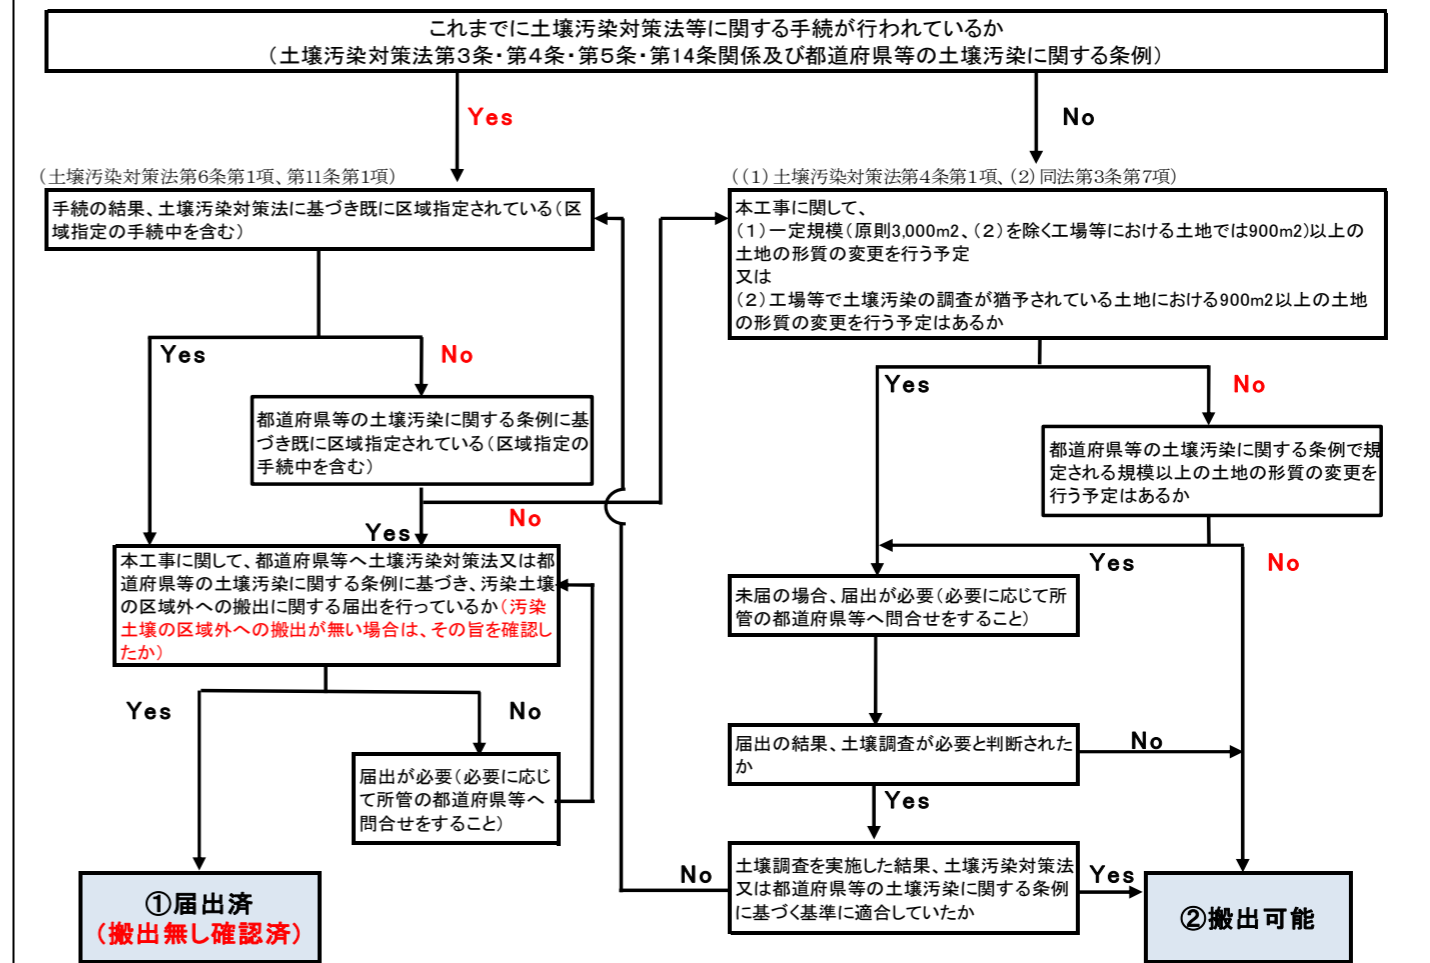 これまでに土壌汚染対策法等に関する手続が行われているか
（土壌汚染対策法第３条・第４条・第５条・第14条関係及び都道府県等の土壌汚染に関する条例）
Yes
No
（土壌汚染対策法第6条第1項、第11条第1項）
手続の結果、土壌汚染対策法に基づき既に区域指定されている（区
域指定の手続中を含む）
Yes
No
都道府県等の土壌汚染に関する条例に基
づき既に区域指定されている（区域指定の
手続中を含む）
No
Yes
本工事に関して、都道府県等へ土壌汚染対策法又は都
道府県等の土壌汚染に関する条例に基づき、汚染土壌
の区域外への搬出に関する届出を行っているか（汚染
土壌の区域外への搬出が無い場合は、その旨を確認し
たか）
Yes
No
届出が必要（必要に応じ
て所管の都道府県等へ
問合せをすること）
①届出済
（搬出無し確認済）
（（1）土壌汚染対策法第4条第1項、（2）同法第3条第7項）
本工事に関して、
（１）一定規模（原則3,000m2、（２）を除く工場等における土地では900m2）以上の
土地の形質の変更を行う予定
又は
（２）工場等で土壌汚染の調査が猶予されている土地における900m2以上の土地
の形質の変更を行う予定はあるか
Yes
No
都道府県等の土壌汚染に関する条例で規
定される規模以上の土地の形質の変更を
行う予定はあるか
Yes
No
未届の場合、届出が必要（必要に応じて所
管の都道府県等へ問合せをすること）
届出の結果、土壌調査が必要と判断された
か
No
Yes
土壌調査を実施した結果、土壌汚染対策法
又は都道府県等の土壌汚染に関する条例
に基づく基準に適合していたか
No
Yes
②搬出可能